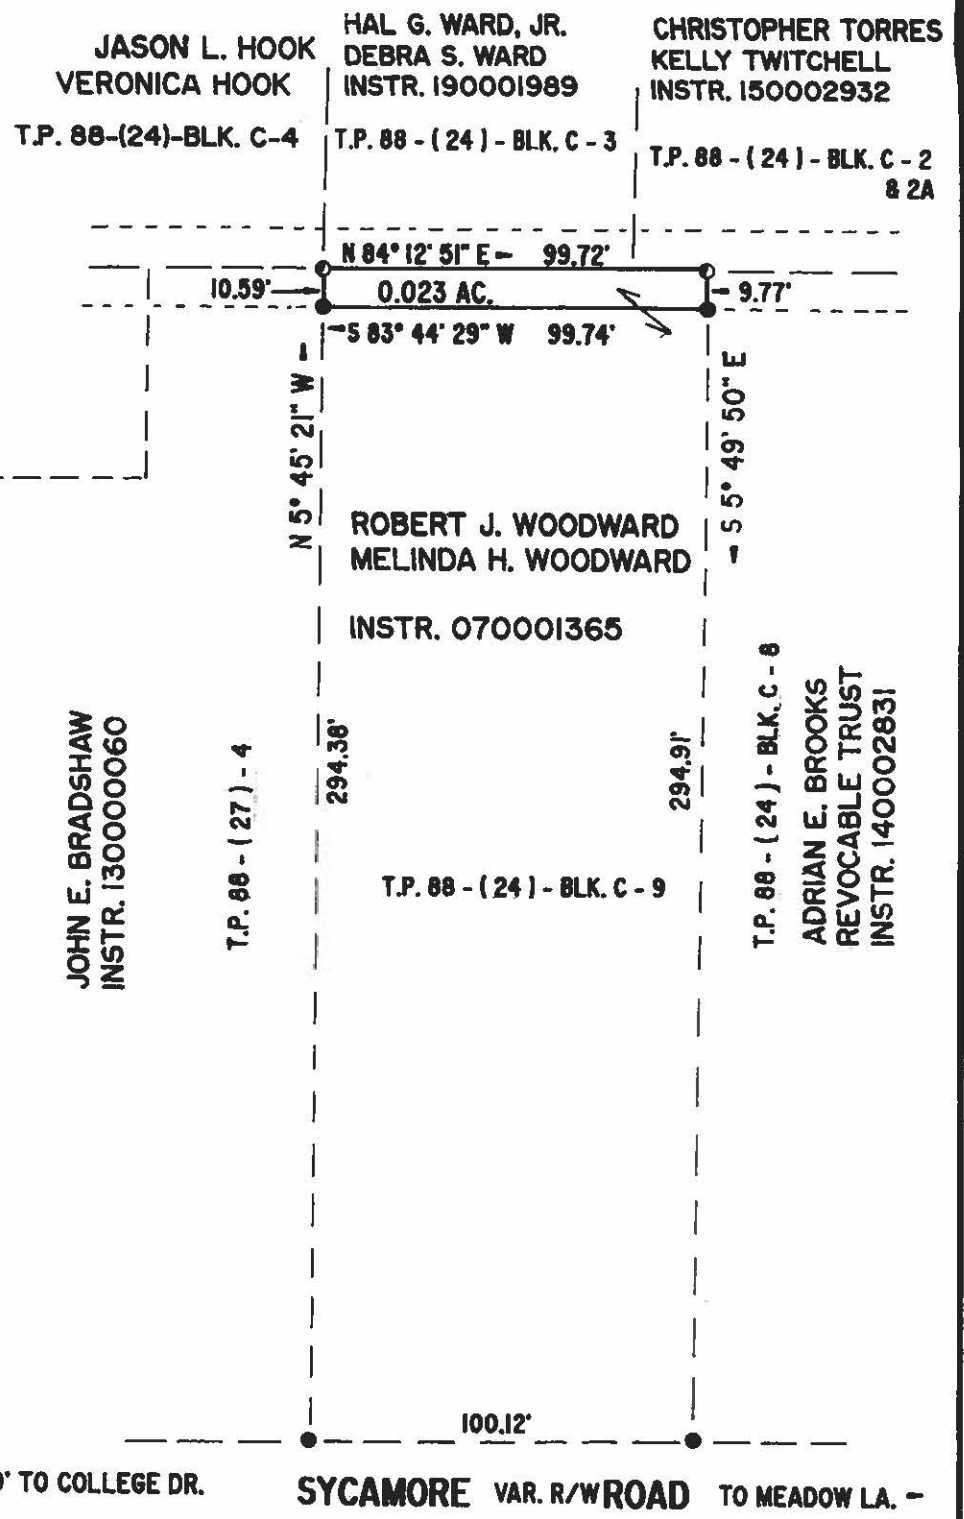 JASON L. HOOK
VERONICA HOOK
T.P. 88-(24)-BLK. C-4
HAL G. WARD, JR.
DEBRA S. WARD
INSTR. 190001989
T.P. 88 - ( 24 ) - BLK. C - 3
CHRISTOPHER TORRES
KELLY TWITCHELL
INSTR. 150002932
T.P. 88 - ( 24 ) - BLK. C - 2
& 2A
N 84° 12' 51" E - 99.72'
10.59'
0.023 AC.
9.77'
S 83° 44' 29" W 99.74'
N 5° 45' 21" W
S 5° 49' 50" E
ROBERT J. WOODWARD
MELINDA H. WOODWARD
INSTR. 070001365
JOHN E. BRADSHAW
INSTR. 130000060
T.P. 88 - ( 27 ) - 4
294.38'
294.91'
T.P. 88 - ( 24 ) - BLK. C - 8
ADRIAN E. BROOKS
REVOCABLE TRUST
INSTR. 140002831
T.P. 88 - ( 24 ) - BLK. C - 9
100.12'
TO COLLEGE DR.
SYCAMORE VAR. R/W ROAD TO MEADOW LA. -